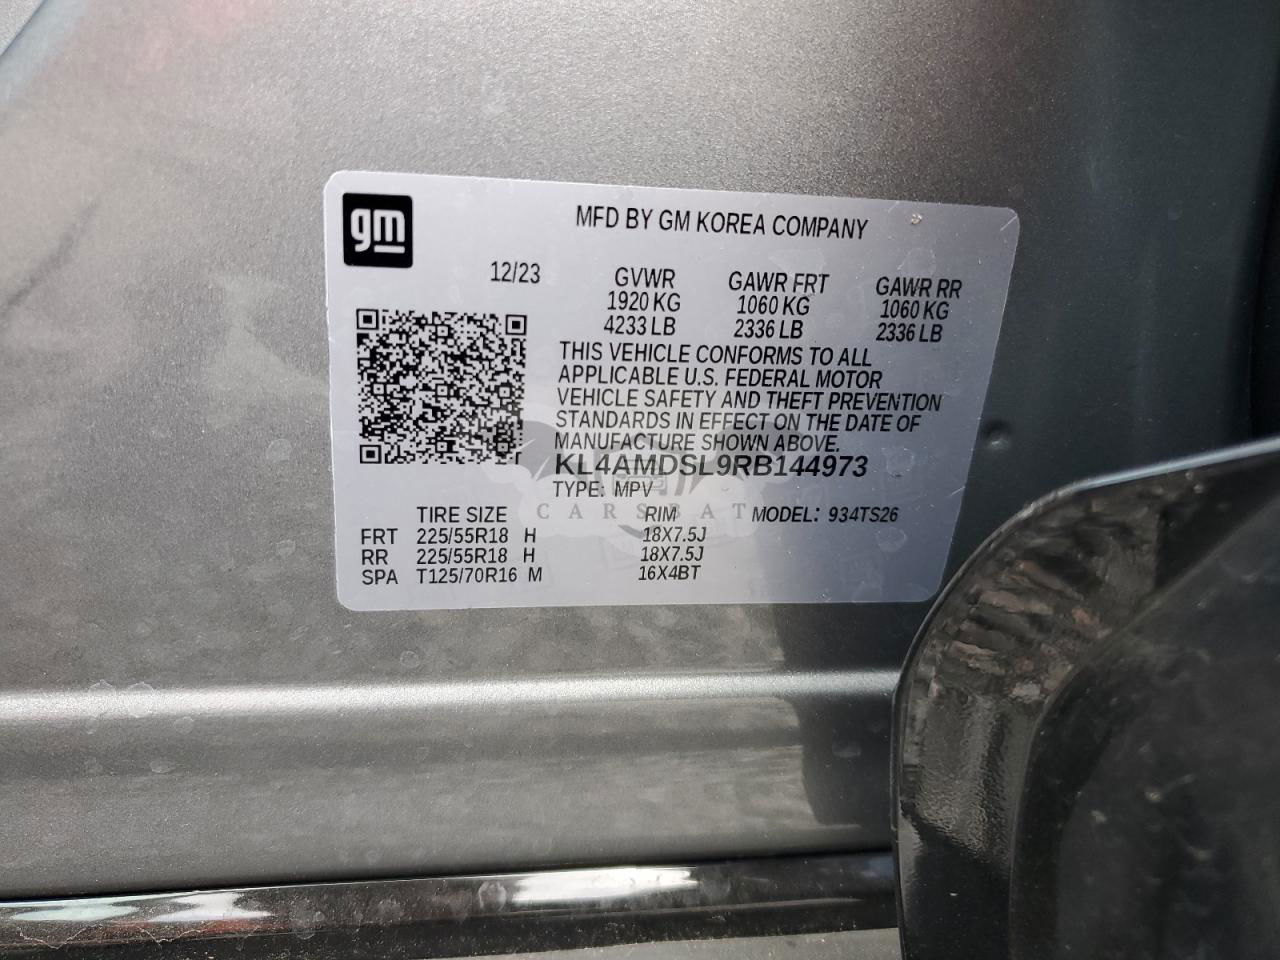 gm
MFD BY GM KOREA COMPANY
12/23 GVWR GAWR FRT GAWR RR
1920 KG 1060 KG 1060 KG
4233 LB 2336 LB 2336 LB
THIS VEHICLE CONFORMS TO ALL
APPLICABLE U.S. FEDERAL MOTOR
VEHICLE SAFETY AND THEFT PREVENTION
STANDARDS IN EFFECT ON THE DATE OF
MANUFACTURE SHOWN ABOVE.
KL4AMDSL9RB144973
TYPE: MPV
CARSBAT
TIRE SIZE RIM MODEL: 934TS26
FRT 225/55R18 H 18X7.5J
RR 225/55R18 H 18X7.5J
SPA T125/70R16 M 16X4BT